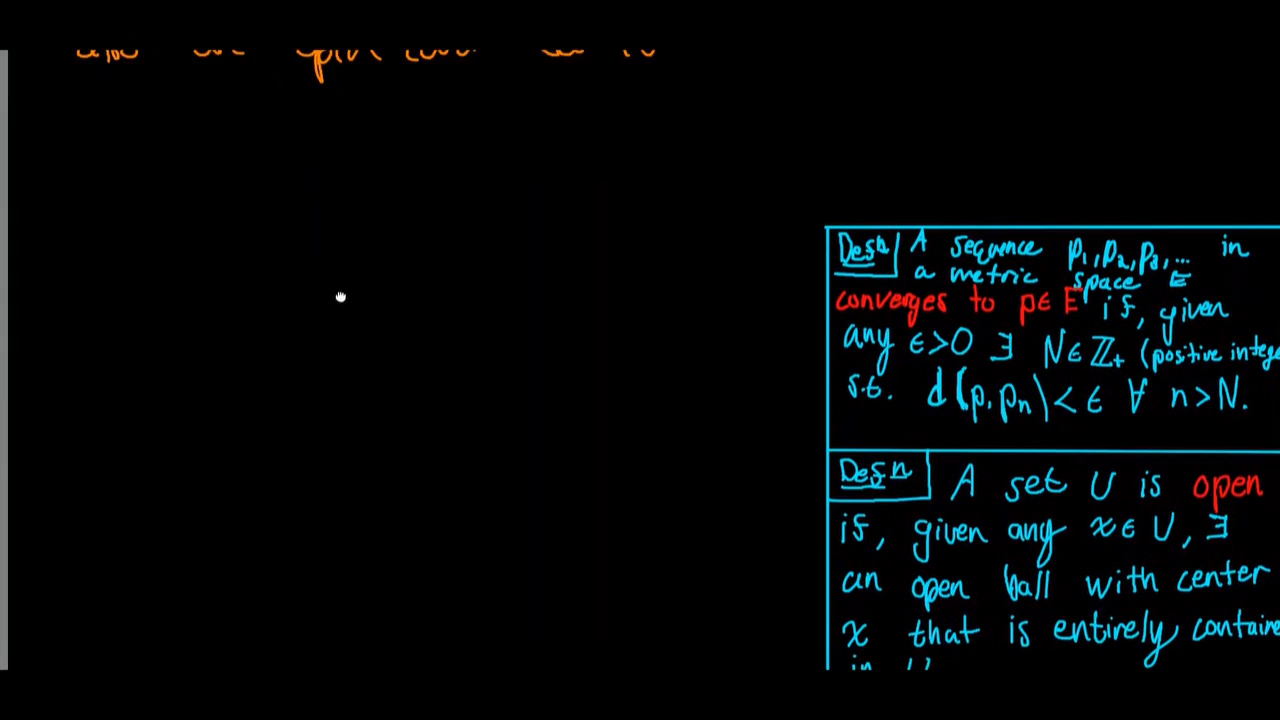 Defn A sequence p₁, p₂, p₃, ... in
a metric space E
converges to p∈E if, given
any ϵ>0 ∃ N∈ℤ₊ (positive intege
s.t. d(p, pₙ) < ϵ ∀ n>N.
Defn A set U is open
if, given any x∈U, ∃
an open ball with center
x that is entirely containe
in U